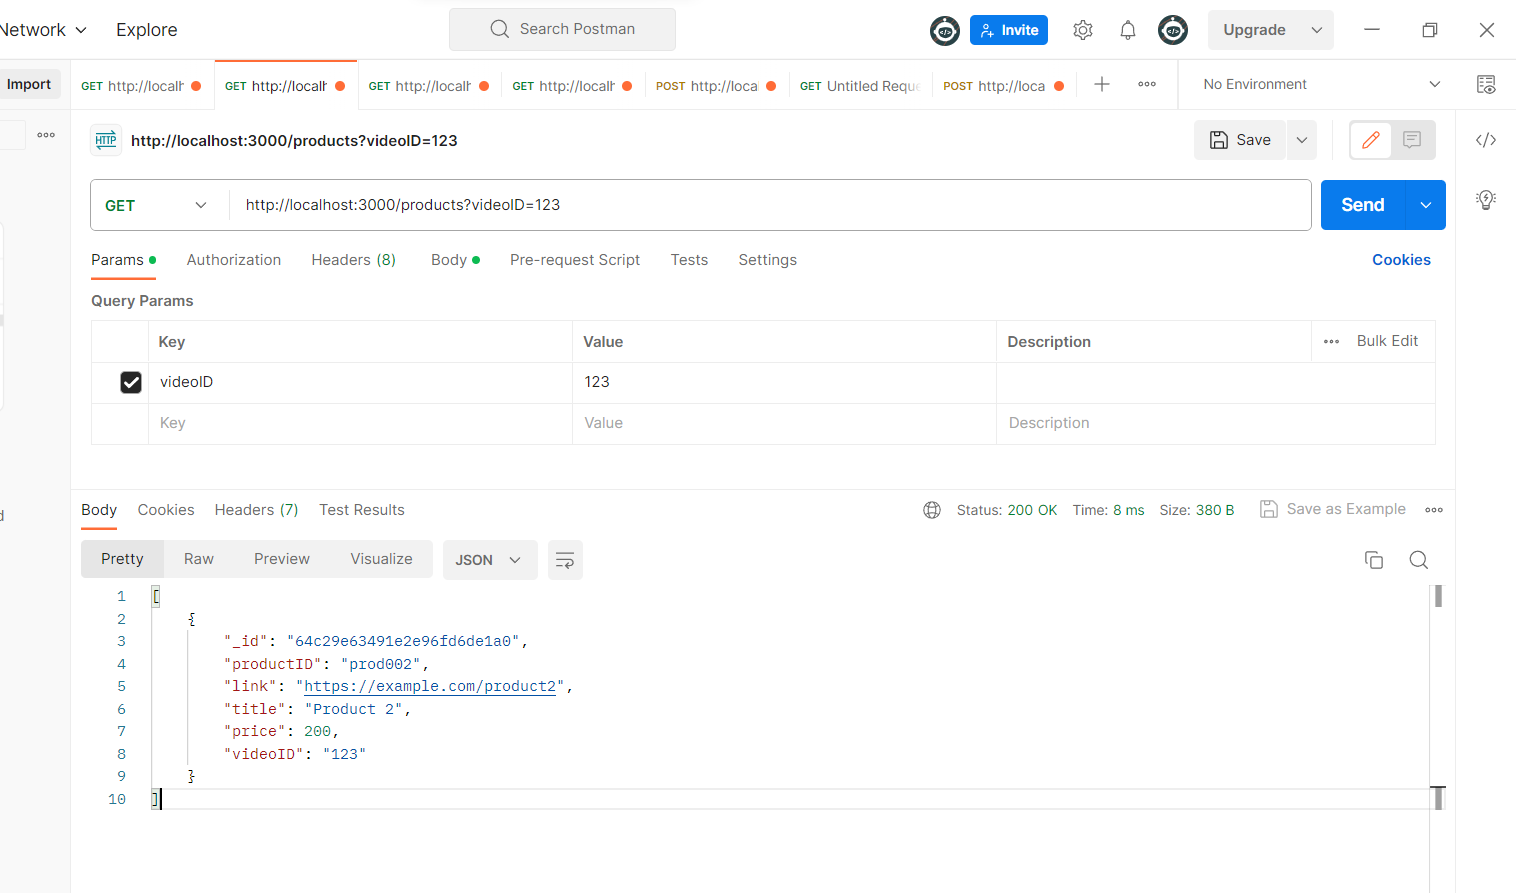 Network Explore Search Postman Invite Upgrade
Import GET http://localh GET http://localh GET http://localh GET http://localh POST http://loca GET Untitled Reque POST http://loca No Environment
HTTP http://localhost:3000/products?videoID=123 Save
GET http://localhost:3000/products?videoID=123 Send
Params Authorization Headers (8) Body Pre-request Script Tests Settings Cookies
Query Params
Key Value Description Bulk Edit
videoID 123
Key Value Description
Body Cookies Headers (7) Test Results Status: 200 OK Time: 8 ms Size: 380 B Save as Example
Pretty Raw Preview Visualize JSON
1 [
2 {
3 "_id": "64c29e63491e2e96fd6de1a0",
4 "productID": "prod002",
5 "link": "https://example.com/product2",
6 "title": "Product 2",
7 "price": 200,
8 "videoID": "123"
9 }
10 ]